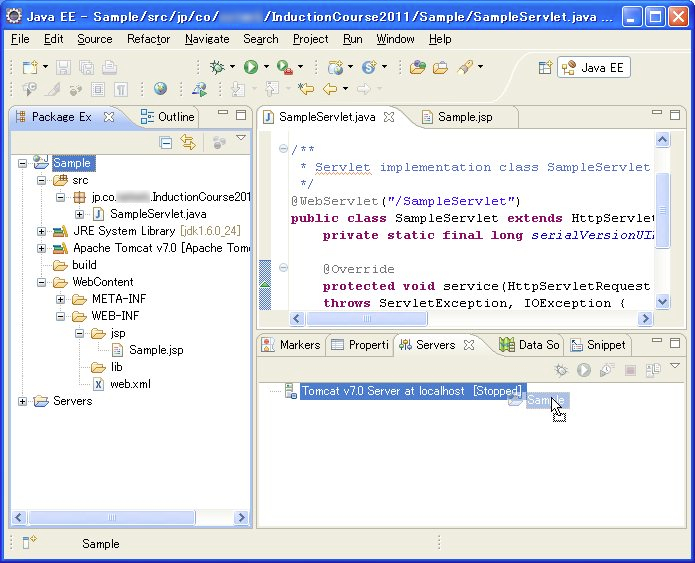 Java EE - Sample/src/jp/co/ /InductionCourse2011/Sample/SampleServlet.java ...
File Edit Source Refactor Navigate Search Project Run Window Help
Java EE
Package Ex
Outline
Sample
src
jp.co. .InductionCourse201
SampleServlet.java
JRE System Library [jdk1.6.0_24]
Apache Tomcat v7.0 [Apache Tom
build
WebContent
META-INF
WEB-INF
jsp
Sample.jsp
lib
web.xml
Servers
SampleServlet.java
Sample.jsp
/**
* Servlet implementation class SampleServlet
*/
@WebServlet("/SampleServlet")
public class SampleServlet extends HttpServlet
private static final long serialVersionUI
@Override
protected void service(HttpServletRequest
throws ServletException, IOException {
Markers
Properti
Servers
Data So
Snippet
Tomcat v7.0 Server at localhost [Stopped]
Sample
Sample